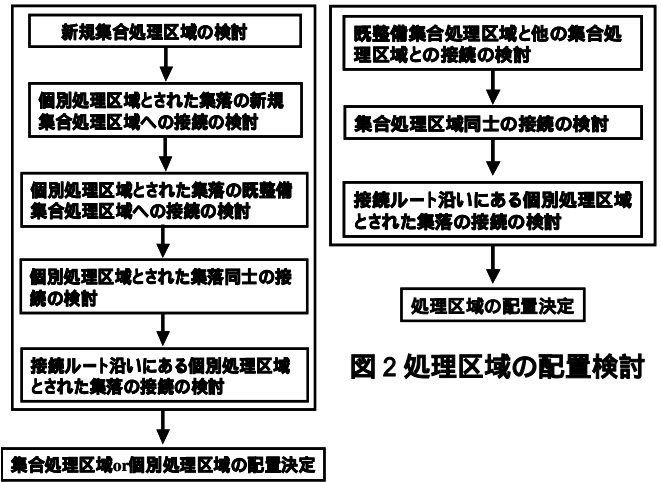 新規集合処理区域の検討
個別処理区域とされた集落の新規
集合処理区域への接続の検討
個別処理区域とされた集落の既整備
集合処理区域への接続の検討
個別処理区域とされた集落同士の接
続の検討
接続ルート沿いにある個別処理区域
とされた集落の接続の検討
集合処理区域or個別処理区域の配置決定
既整備集合処理区域と他の集合処
理区域との接続の検討
集合処理区域同士の接続の検討
接続ルート沿いにある個別処理区域
とされた集落の接続の検討
処理区域の配置決定
図2処理区域の配置検討